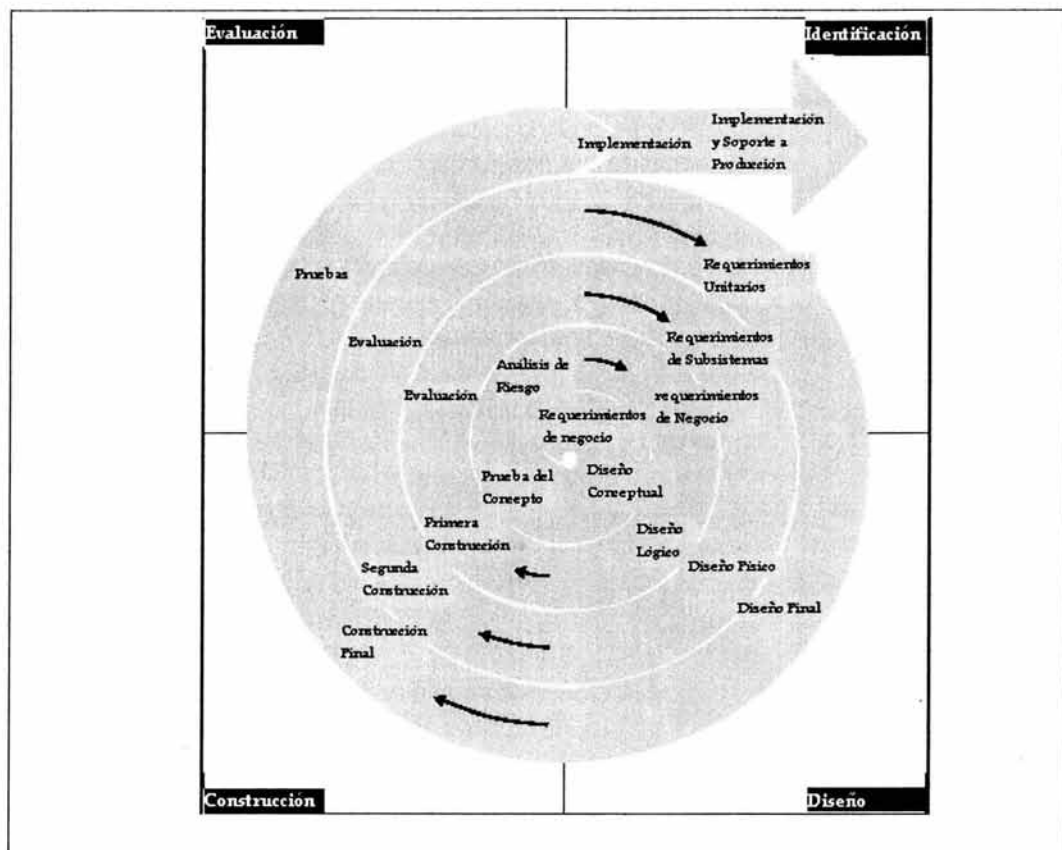 Evaluación
Identificación
Implementación
Implementación
y Soporte a
Producción
Pruebas
Requerimientos
Unitarios
Evaluación
Requerimientos
de Subsistemas
Análisis de
Riesgo
Evaluación
requerimientos
de Negocio
Requerimientos
de negocio
Prueba del
Concepto
Diseño
Conceptual
Primera
Construcción
Diseño
Lógico
Segunda
Construcción
Diseño Físico
Diseño Final
Construcción
Final
Construcción
Diseño